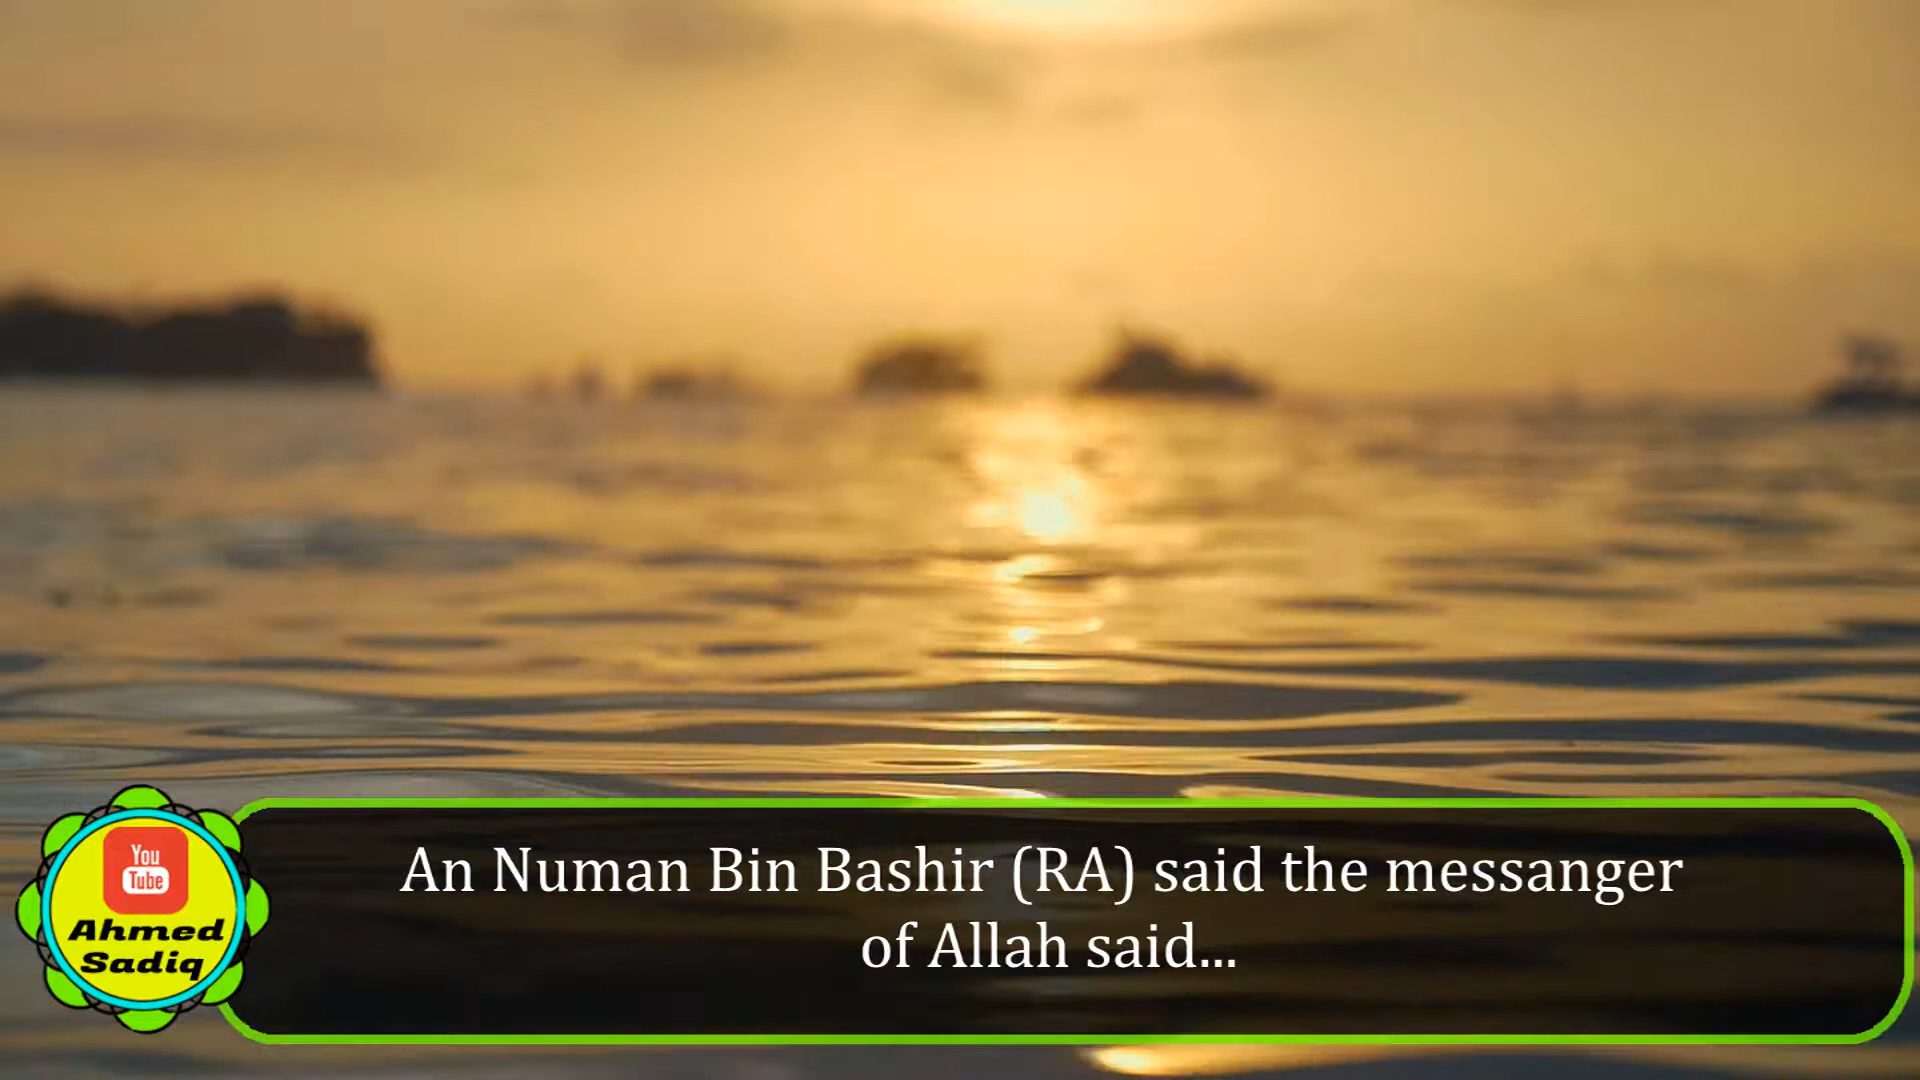 You
Tube
Ahmed
Sadiq
An Numan Bin Bashir (RA) said the messanger
of Allah said...